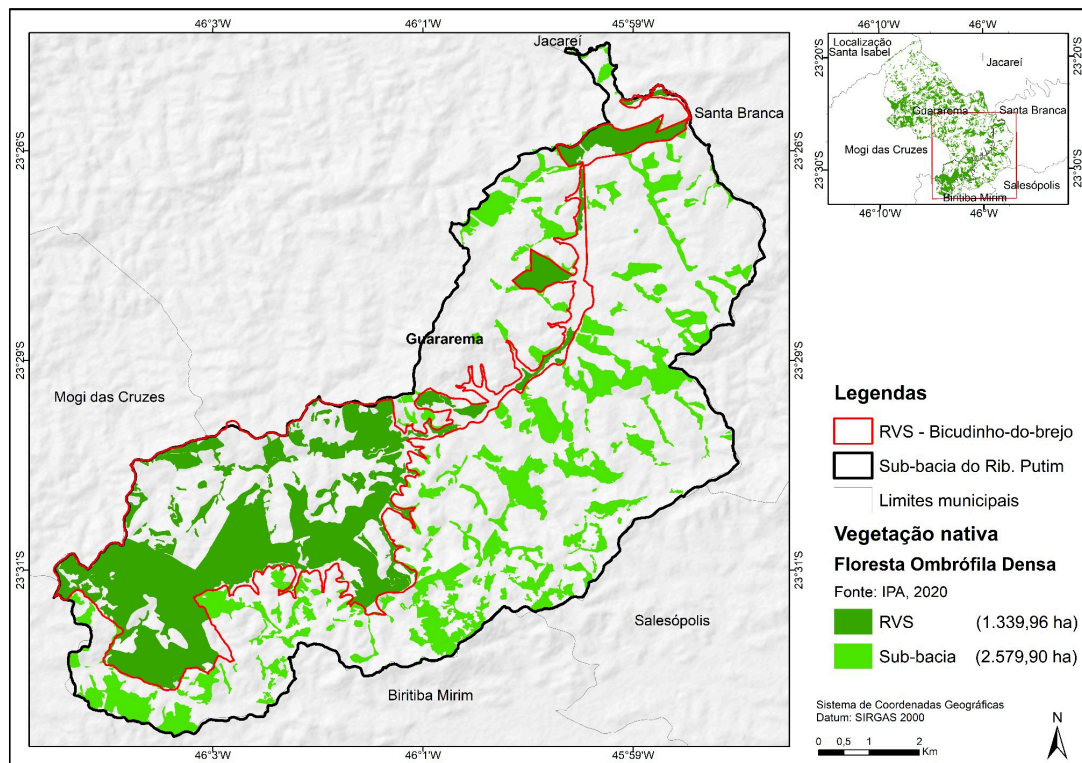 46°3'W 46°1'W 45°59'W
Jacareí
Santa Branca
23°26'S
23°26'S
Guararema
23°29'S
23°29'S
Mogi das Cruzes
23°31'S
23°31'S
Salesópolis
Biritiba Mirim
46°3'W 46°1'W 45°59'W
46°10'W 46°W
23°20'S
23°20'S
Localização
Santa Isabel
Jacareí
Guararema
Santa Branca
Mogi das Cruzes
23°30'S
23°30'S
Salesópolis
Biritiba Mirim
46°10'W 46°W
Legendas
RVS - Bicudinho-do-brejo
Sub-bacia do Rib. Putim
Limites municipais
Vegetação nativa
Floresta Ombrófila Densa
Fonte: IPA, 2020
RVS (1.339,96 ha)
Sub-bacia (2.579,90 ha)
Sistema de Coordenadas Geográficas
Datum: SIRGAS 2000
N
0 0,5 1 2
Km